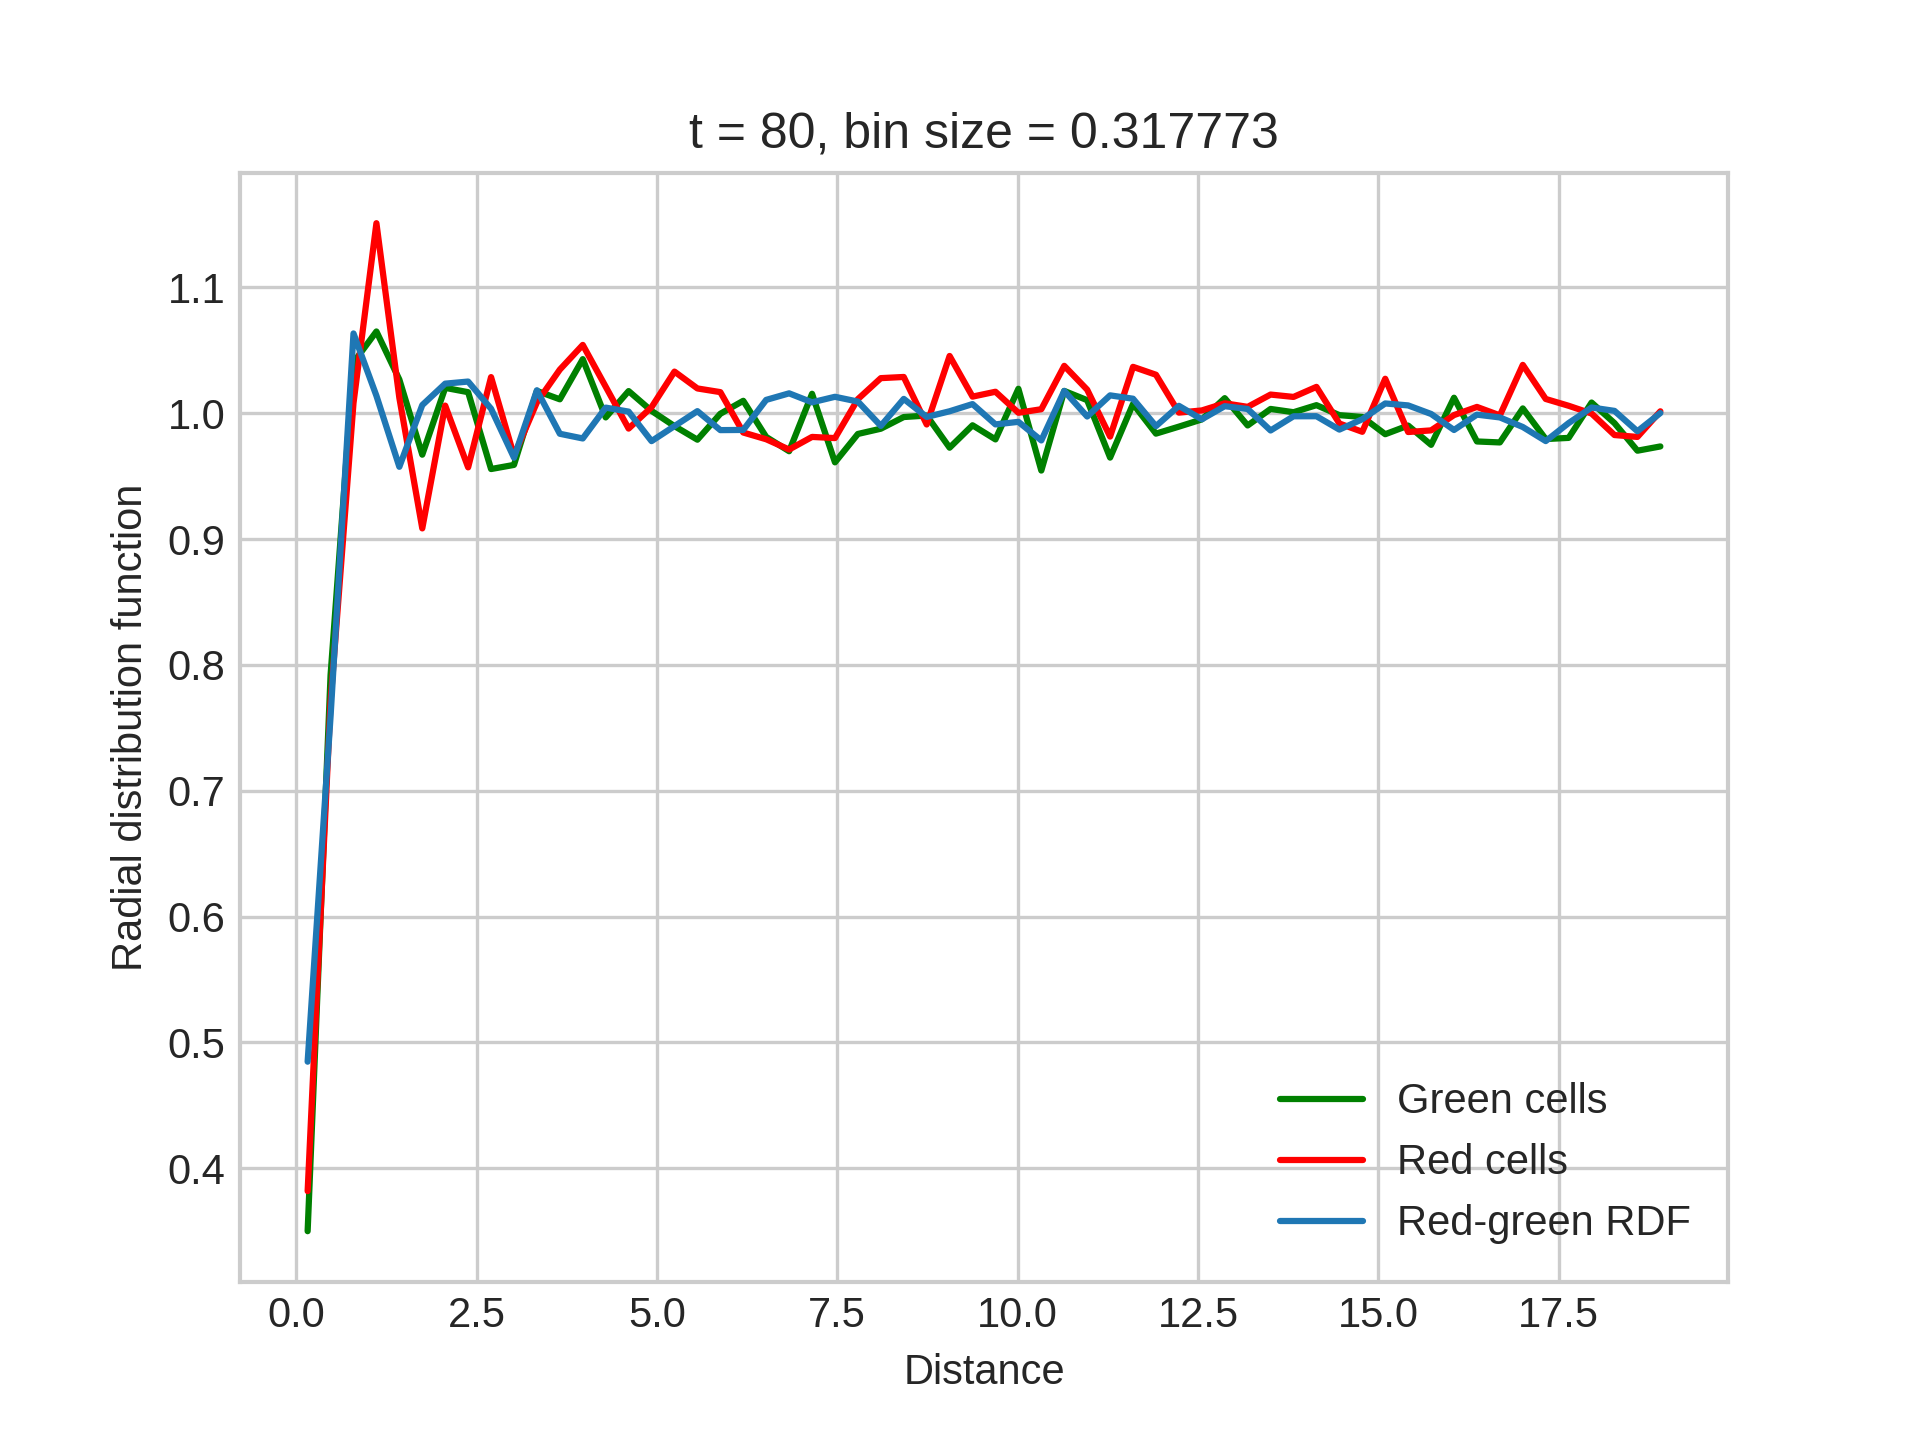 t = 80, bin size = 0.317773
Radial distribution function
1.1
1.0
0.9
0.8
0.7
0.6
0.5
0.4
Green cells
Red cells
Red-green RDF
0.0 2.5 5.0 7.5 10.0 12.5 15.0 17.5
Distance